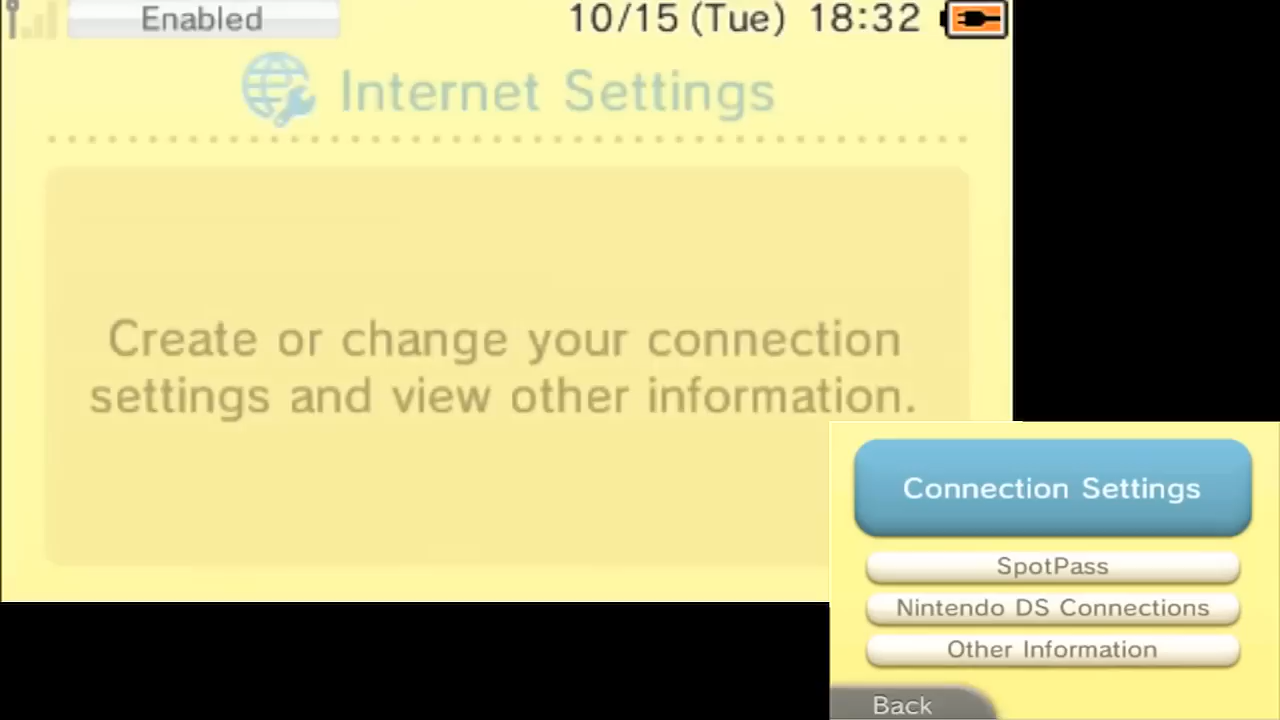 Enabled
10/15 (Tue) 18:32
Internet Settings
Create or change your connection
settings and view other information.
Connection Settings
SpotPass
Nintendo DS Connections
Other Information
Back